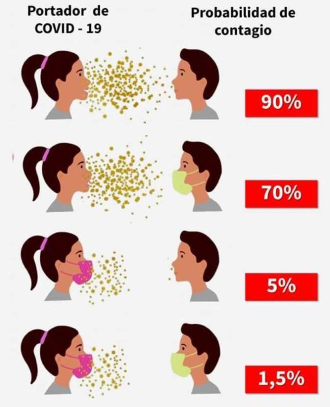 Portador de
COVID - 19
Probabilidad de
contagio
90%
70%
5%
1,5%